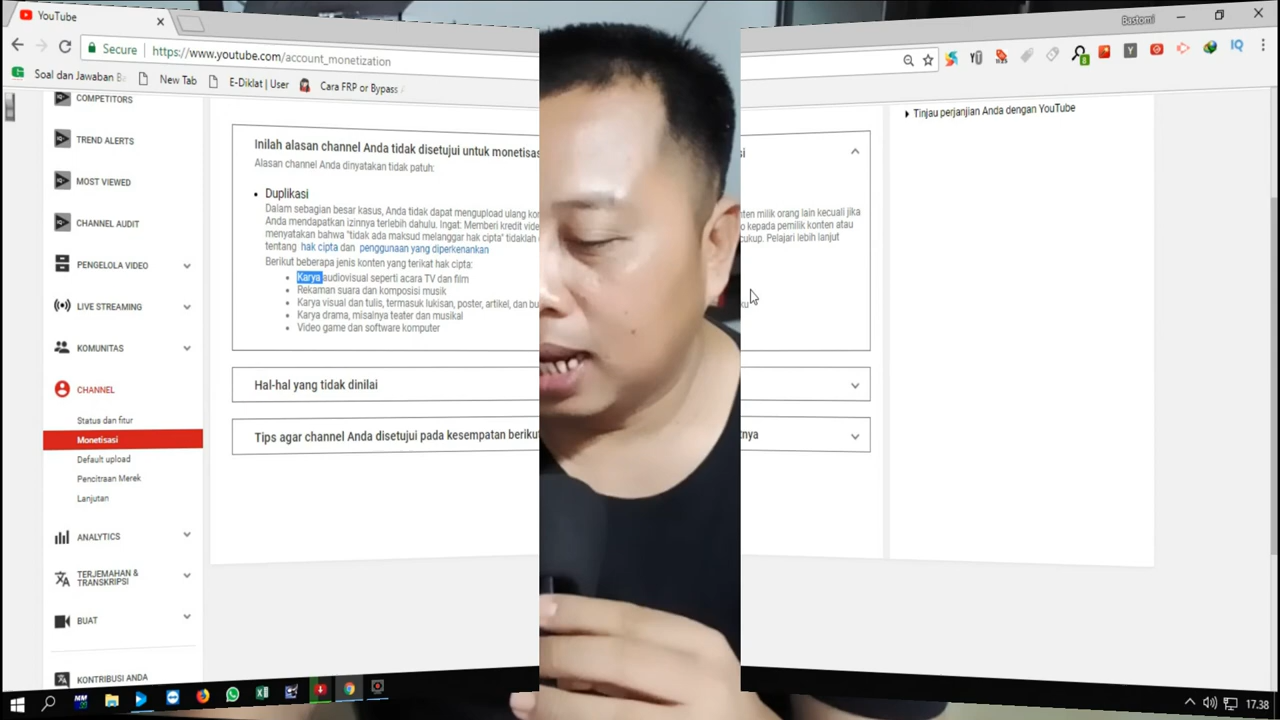 YouTube
Bastomi
Secure
https://www.youtube.com/account_monetization
Soal dan Jawaban
New Tab
E-Diklat | User
Cara FRP or Bypass
COMPETITORS
TREND ALERTS
MOST VIEWED
CHANNEL AUDIT
PENGELOLA VIDEO
LIVE STREAMING
KOMUNITAS
CHANNEL
Status dan fitur
Monetisasi
Default upload
Pencitraan Merek
Lanjutan
ANALYTICS
TERJEMAHAN &
TRANSKRIPSI
BUAT
KONTRIBUSI ANDA
Inilah alasan channel Anda tidak disetujui untuk monetisas
si
Alasan channel Anda dinyatakan tidak patuh:
Duplikasi
Dalam sebagian besar kasus, Anda tidak dapat mengupload ulang kon
ten milik orang lain kecuali jika
Anda mendapatkan izinnya terlebih dahulu. Ingat: Memberi kredit vide
o kepada pemilik konten atau
menyatakan bahwa "tidak ada maksud melanggar hak cipta" tidaklah
cukup. Pelajari lebih lanjut
tentang hak cipta dan penggunaan yang diperkenankan
Berikut beberapa jenis konten yang terikat hak cipta:
Karya audiovisual seperti acara TV dan film
Rekaman suara dan komposisi musik
Karya visual dan tulis, termasuk lukisan, poster, artikel, dan bu
ku
Karya drama, misalnya teater dan musikal
Video game dan software komputer
Hal-hal yang tidak dinilai
Tips agar channel Anda disetujui pada kesempatan beriku
tnya
Tinjau perjanjian Anda dengan YouTube
17.38